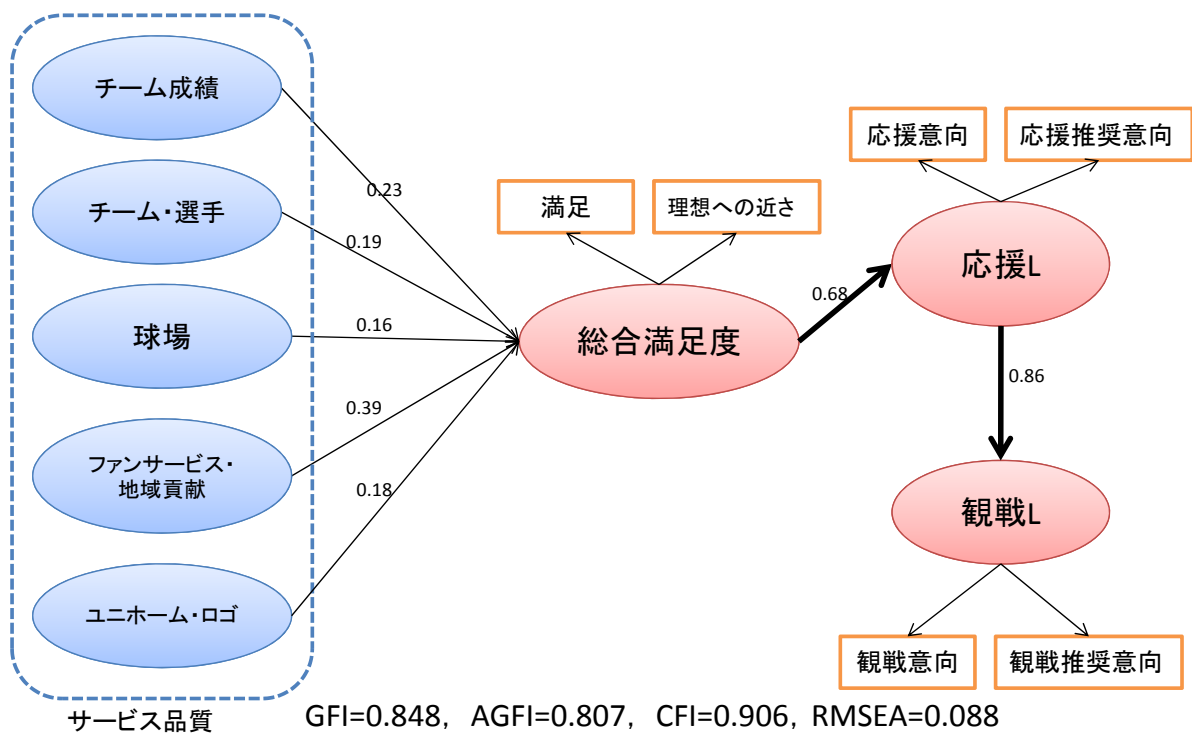 チーム成績
チーム・選手
球場
ファンサービス・
地域貢献
ユニホーム・ロゴ
サービス品質
0.23
0.19
0.16
0.39
0.18
満足
理想への近さ
総合満足度
0.68
応援意向
応援推奨意向
応援L
0.86
観戦L
観戦意向
観戦推奨意向
GFI=0.848, AGFI=0.807, CFI=0.906, RMSEA=0.088